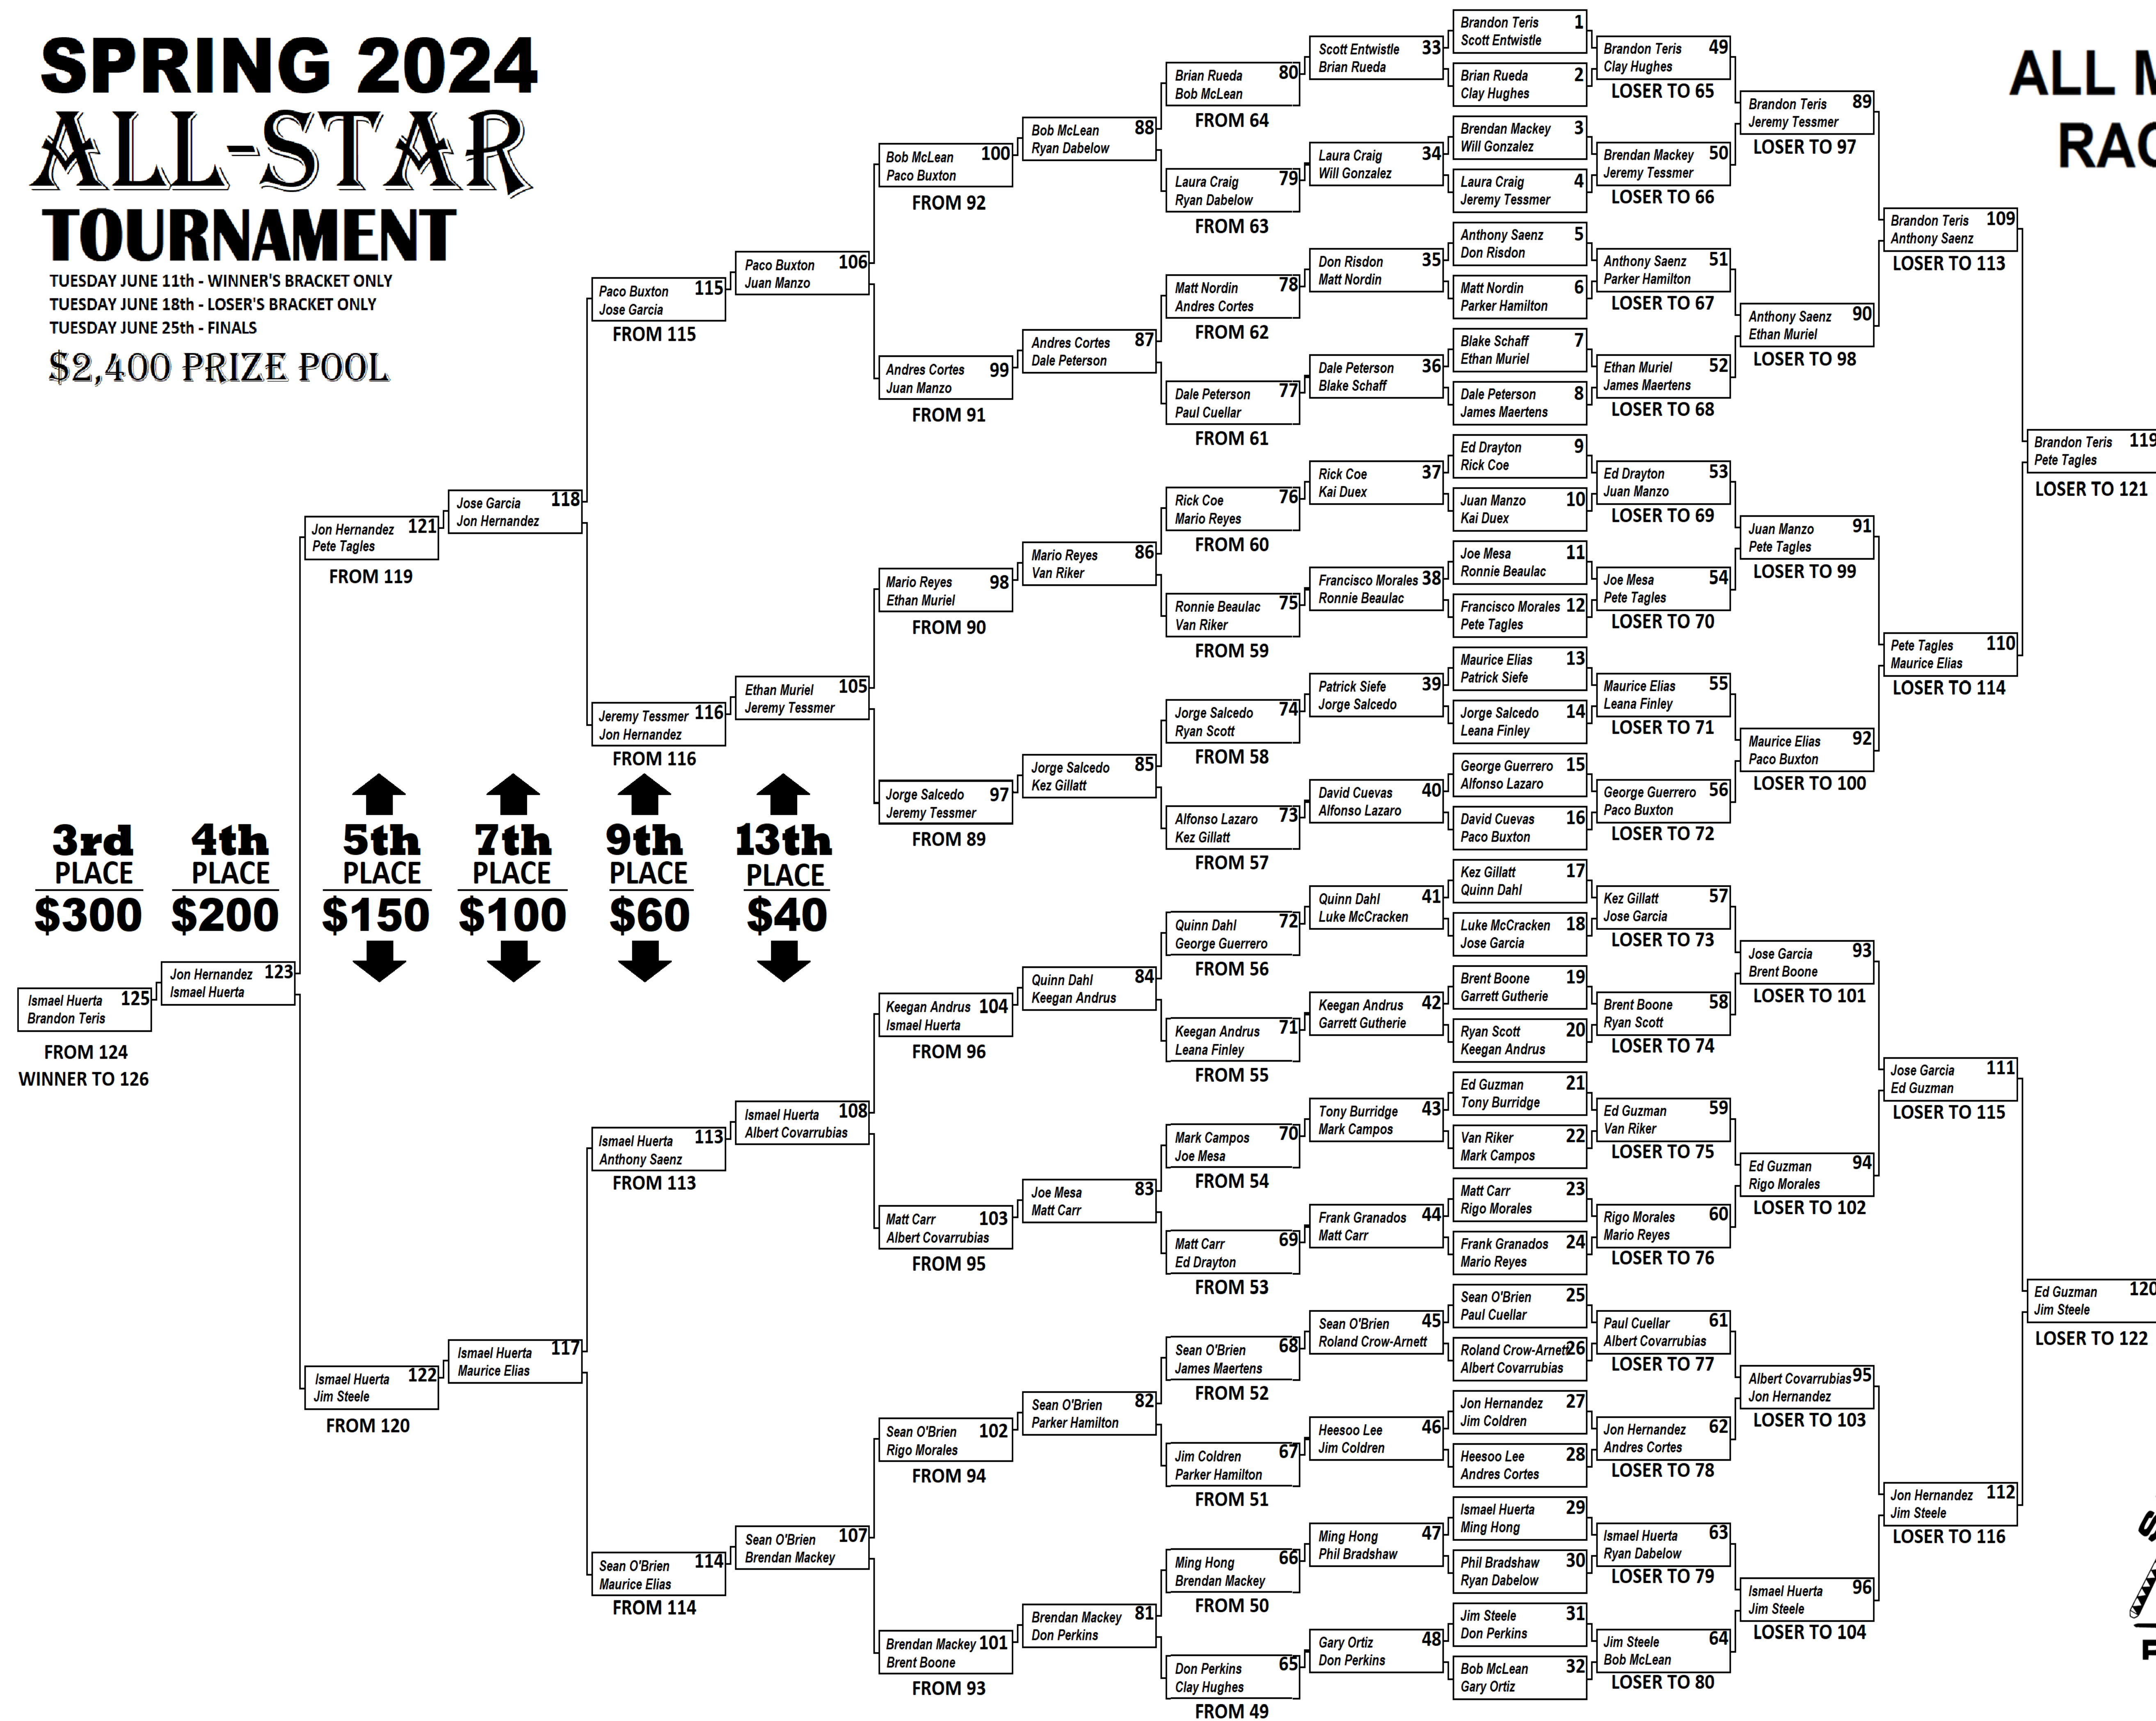 SPRING 2024
ALL-STAR
TOURNAMENT
TUESDAY JUNE 11th - WINNER'S BRACKET ONLY
TUESDAY JUNE 18th - LOSER'S BRACKET ONLY
TUESDAY JUNE 25th - FINALS
$2,400 PRIZE POOL
3rd
PLACE
$300
4th
PLACE
$200
5th
PLACE
$150
7th
PLACE
$100
9th
PLACE
$60
13th
PLACE
$40
Ismael Huerta 125
Brandon Teris
FROM 124
WINNER TO 126
Jon Hernandez 123
Ismael Huerta
Jon Hernandez 121
Pete Tagles
FROM 119
Ismael Huerta 122
Jim Steele
FROM 120
Jose Garcia 118
Jon Hernandez
Ismael Huerta 117
Maurice Elias
Paco Buxton 115
Jose Garcia
FROM 115
Jeremy Tessmer 116
Jon Hernandez
FROM 116
Ismael Huerta 113
Anthony Saenz
FROM 113
Sean O'Brien 114
Maurice Elias
FROM 114
Paco Buxton 106
Juan Manzo
Ethan Muriel 105
Jeremy Tessmer
Ismael Huerta 108
Albert Covarrubias
Sean O'Brien 107
Brendan Mackey
Bob McLean 100
Paco Buxton
FROM 92
Andres Cortes 99
Juan Manzo
FROM 91
Mario Reyes 98
Ethan Muriel
FROM 90
Jorge Salcedo 97
Jeremy Tessmer
FROM 89
Keegan Andrus 104
Ismael Huerta
FROM 96
Matt Carr 103
Albert Covarrubias
FROM 95
Sean O'Brien 102
Rigo Morales
FROM 94
Brendan Mackey 101
Brent Boone
FROM 93
Bob McLean 88
Ryan Dabelow
Andres Cortes 87
Dale Peterson
Mario Reyes 86
Van Riker
Jorge Salcedo 85
Kez Gillatt
Quinn Dahl 84
Keegan Andrus
Joe Mesa 83
Matt Carr
Sean O'Brien 82
Parker Hamilton
Brendan Mackey 81
Don Perkins
Brian Rueda 80
Bob McLean
FROM 64
Laura Craig 79
Ryan Dabelow
FROM 63
Matt Nordin 78
Andres Cortes
FROM 62
Dale Peterson 77
Paul Cuellar
FROM 61
Rick Coe 76
Mario Reyes
FROM 60
Ronnie Beaulac 75
Van Riker
FROM 59
Jorge Salcedo 74
Ryan Scott
FROM 58
Alfonso Lazaro 73
Kez Gillatt
FROM 57
Quinn Dahl 72
George Guerrero
FROM 56
Keegan Andrus 71
Leana Finley
FROM 55
Mark Campos 70
Joe Mesa
FROM 54
Matt Carr 69
Ed Drayton
FROM 53
Sean O'Brien 68
James Maertens
FROM 52
Jim Coldren 67
Parker Hamilton
FROM 51
Ming Hong 66
Brendan Mackey
FROM 50
Don Perkins 65
Clay Hughes
FROM 49
Scott Entwistle 33
Brian Rueda
Laura Craig 34
Will Gonzalez
Don Risdon 35
Matt Nordin
Dale Peterson 36
Blake Schaff
Rick Coe 37
Kai Duex
Francisco Morales 38
Ronnie Beaulac
Patrick Siefe 39
Jorge Salcedo
David Cuevas 40
Alfonso Lazaro
Quinn Dahl 41
Luke McCracken
Keegan Andrus 42
Garrett Gutherie
Tony Burridge 43
Mark Campos
Frank Granados 44
Matt Carr
Sean O'Brien 45
Roland Crow-Arnett
Heesoo Lee 46
Jim Coldren
Ming Hong 47
Phil Bradshaw
Gary Ortiz 48
Don Perkins
Brandon Teris 1
Scott Entwistle
Brian Rueda 2
Clay Hughes
Brendan Mackey 3
Will Gonzalez
Laura Craig 4
Jeremy Tessmer
Anthony Saenz 5
Don Risdon
Matt Nordin 6
Parker Hamilton
Blake Schaff 7
Ethan Muriel
Dale Peterson 8
James Maertens
Ed Drayton 9
Rick Coe
Juan Manzo 10
Kai Duex
Joe Mesa 11
Ronnie Beaulac
Francisco Morales 12
Pete Tagles
Maurice Elias 13
Patrick Siefe
Jorge Salcedo 14
Leana Finley
George Guerrero 15
Alfonso Lazaro
David Cuevas 16
Paco Buxton
Kez Gillatt 17
Quinn Dahl
Luke McCracken 18
Jose Garcia
Brent Boone 19
Garrett Gutherie
Ryan Scott 20
Keegan Andrus
Ed Guzman 21
Tony Burridge
Van Riker 22
Mark Campos
Matt Carr 23
Rigo Morales
Frank Granados 24
Mario Reyes
Sean O'Brien 25
Paul Cuellar
Roland Crow-Arnett 26
Albert Covarrubias
Jon Hernandez 27
Jim Coldren
Heesoo Lee 28
Andres Cortes
Ismael Huerta 29
Ming Hong
Phil Bradshaw 30
Ryan Dabelow
Jim Steele 31
Don Perkins
Bob McLean 32
Gary Ortiz
Brandon Teris 49
Clay Hughes
LOSER TO 65
Brendan Mackey 50
Jeremy Tessmer
LOSER TO 66
Anthony Saenz 51
Parker Hamilton
LOSER TO 67
Ethan Muriel 52
James Maertens
LOSER TO 68
Ed Drayton 53
Juan Manzo
LOSER TO 69
Joe Mesa 54
Pete Tagles
LOSER TO 70
Maurice Elias 55
Leana Finley
LOSER TO 71
George Guerrero 56
Paco Buxton
LOSER TO 72
Kez Gillatt 57
Jose Garcia
LOSER TO 73
Brent Boone 58
Ryan Scott
LOSER TO 74
Ed Guzman 59
Van Riker
LOSER TO 75
Rigo Morales 60
Mario Reyes
LOSER TO 76
Paul Cuellar 61
Albert Covarrubias
LOSER TO 77
Jon Hernandez 62
Andres Cortes
LOSER TO 78
Ismael Huerta 63
Ryan Dabelow
LOSER TO 79
Jim Steele 64
Bob McLean
LOSER TO 80
Brandon Teris 89
Jeremy Tessmer
LOSER TO 97
Anthony Saenz 90
Ethan Muriel
LOSER TO 98
Juan Manzo 91
Pete Tagles
LOSER TO 99
Maurice Elias 92
Paco Buxton
LOSER TO 100
Jose Garcia 93
Brent Boone
LOSER TO 101
Ed Guzman 94
Rigo Morales
LOSER TO 102
Albert Covarrubias 95
Jon Hernandez
LOSER TO 103
Ismael Huerta 96
Jim Steele
LOSER TO 104
Brandon Teris 109
Anthony Saenz
LOSER TO 113
Pete Tagles 110
Maurice Elias
LOSER TO 114
Jose Garcia 111
Ed Guzman
LOSER TO 115
Jon Hernandez 112
Jim Steele
LOSER TO 116
Brandon Teris 119
Pete Tagles
LOSER TO 121
Ed Guzman 120
Jim Steele
LOSER TO 122
ALL